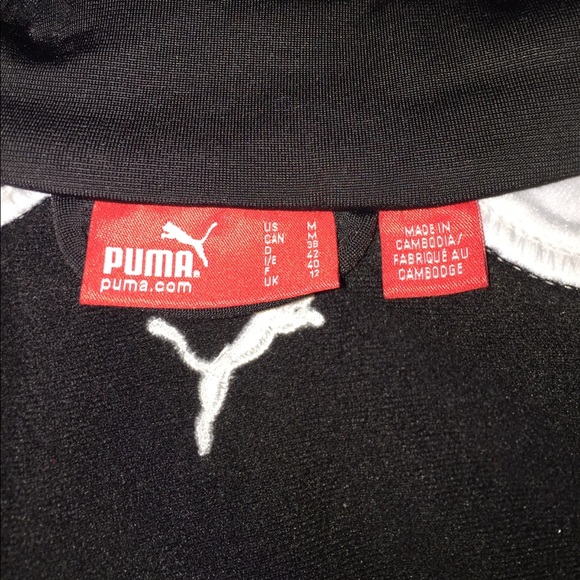 PUMA®
puma.com
US M
CAN M
D 38
I/E 42
F 40
UK 12
MADE IN
CAMBODIA/
FABRIQUÉ AU
CAMBODGE